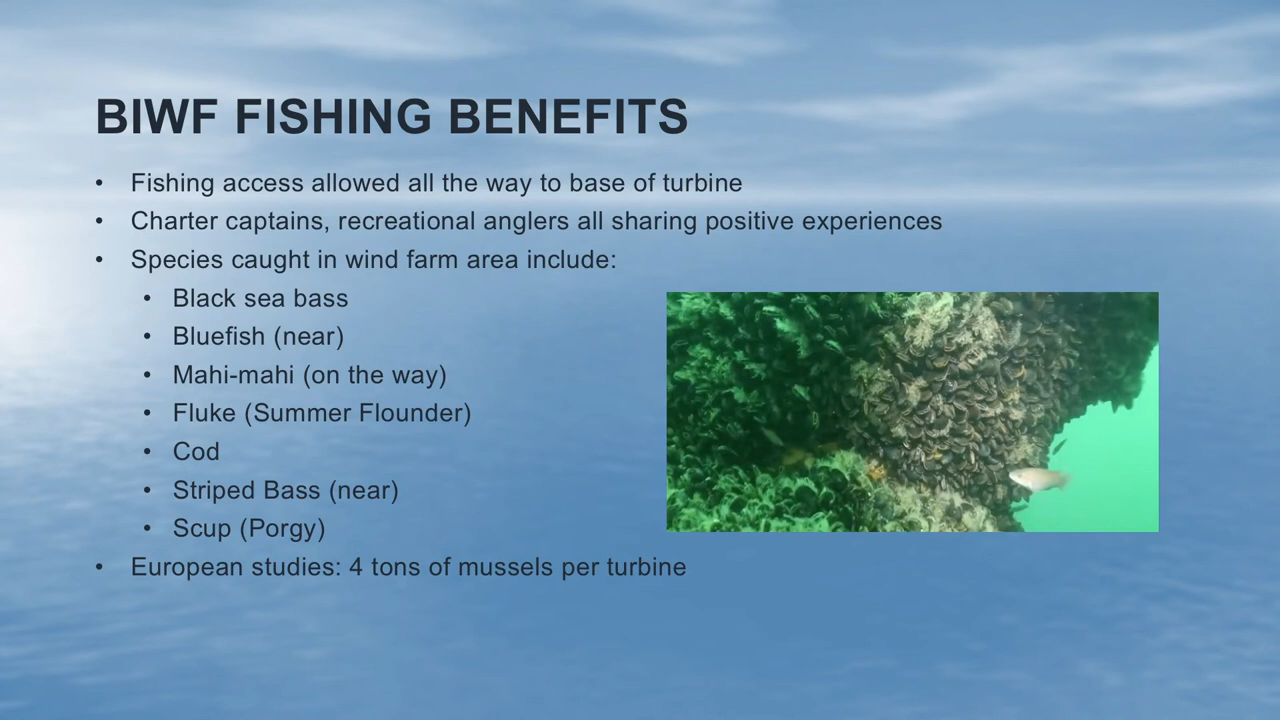 BIWF FISHING BENEFITS
• Fishing access allowed all the way to base of turbine
• Charter captains, recreational anglers all sharing positive experiences
• Species caught in wind farm area include:
• Black sea bass
• Bluefish (near)
• Mahi-mahi (on the way)
• Fluke (Summer Flounder)
• Cod
• Striped Bass (near)
• Scup (Porgy)
• European studies: 4 tons of mussels per turbine